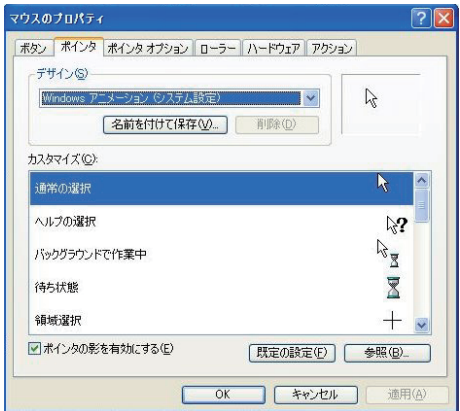 マウスのプロパティ
ボタン ポインタ ポインタ オプション ローラー ハードウェア アクション
デザイン(S)
Windows アニメーション (システム設定)
名前を付けて保存(V)... 削除(D)
カスタマイズ(C):
通常の選択
ヘルプの選択
バックグラウンドで作業中
待ち状態
領域選択
ポインタの影を有効にする(E) 既定の設定(F) 参照(B)...
OK キャンセル 適用(A)